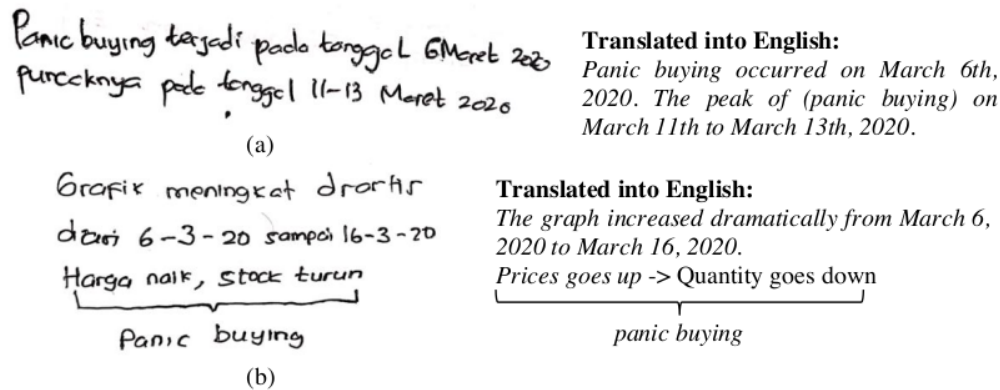 Panic buying terjadi pada tanggal 6 Maret 2020
puncaknya pada tanggal 11-13 Maret 2020
(a)
Translated into English:
Panic buying occurred on March 6th,
2020. The peak of (panic buying) on
March 11th to March 13th, 2020.
Grafik meningkat drastis
dari 6-3-20 sampai 16-3-20
Harga naik, stock turun
Panic buying
(b)
Translated into English:
The graph increased dramatically from March 6,
2020 to March 16, 2020.
Prices goes up -> Quantity goes down
panic buying